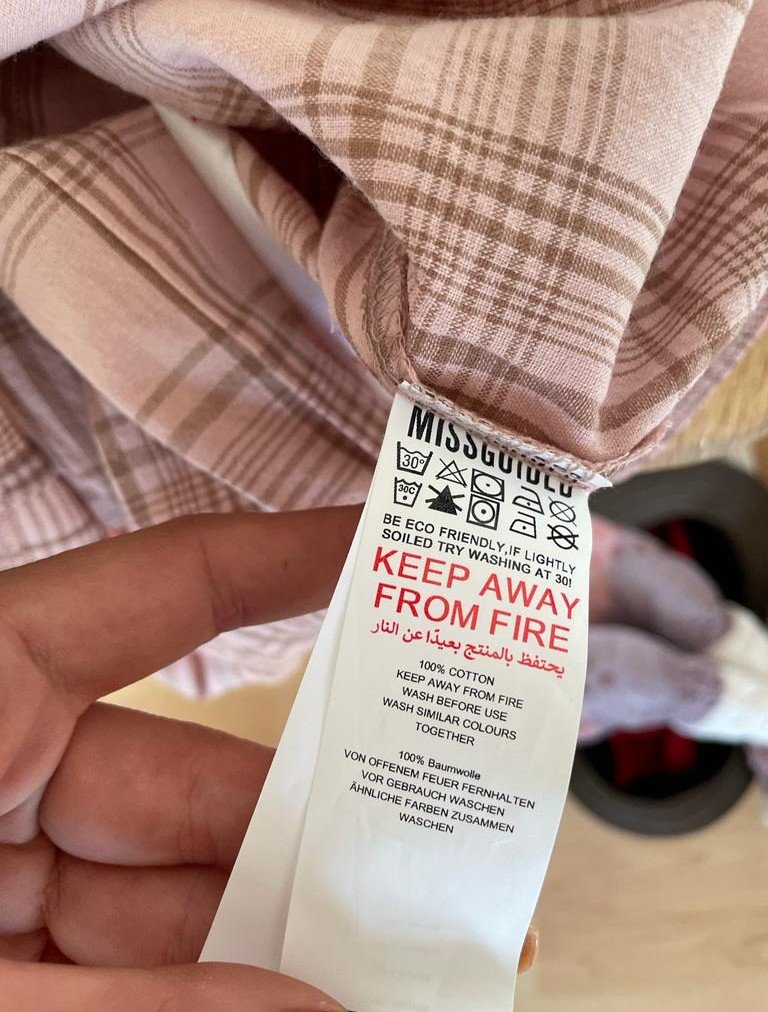 MISSGUIDED
30°
30C
BE ECO FRIENDLY,IF LIGHTLY
SOILED TRY WASHING AT 30!
KEEP AWAY
FROM FIRE
يحتفظ بالمنتج بعيدًا عن النار
100% COTTON
KEEP AWAY FROM FIRE
WASH BEFORE USE
WASH SIMILAR COLOURS
TOGETHER
100% Baumwolle
VON OFFENEM FEUER FERNHALTEN
VOR GEBRAUCH WASCHEN
ÄHNLICHE FARBEN ZUSAMMEN
WASCHEN